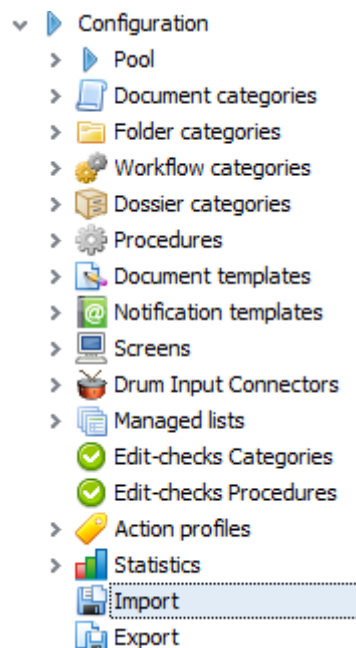 Configuration
Pool
Document categories
Folder categories
Workflow categories
Dossier categories
Procedures
Document templates
@ Notification templates
Screens
Drum Input Connectors
Managed lists
Edit-checks Categories
Edit-checks Procedures
Action profiles
Statistics
Import
Export